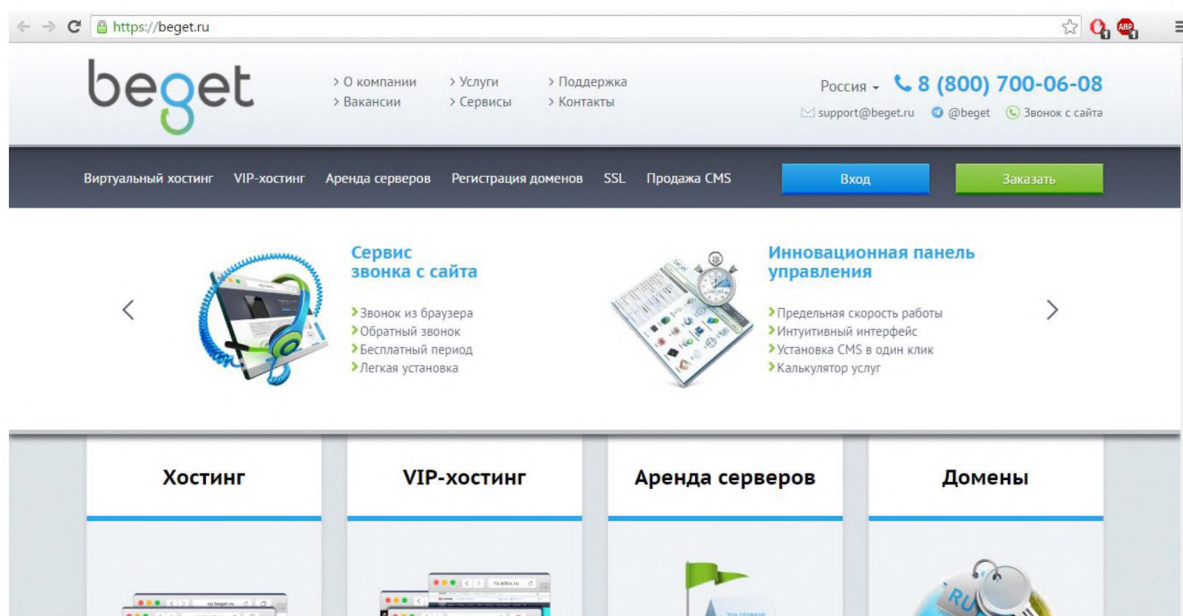 https://beget.ru
beget
> О компании
> Услуги
> Поддержка
> Вакансии
> Сервисы
> Контакты
Россия
8 (800) 700-06-08
support@beget.ru
@beget
Звонок с сайта
Виртуальный хостинг
VIP-хостинг
Аренда серверов
Регистрация доменов
SSL
Продажа CMS
Вход
Заказать
Сервис
звонка с сайта
Звонок из браузера
Обратный звонок
Бесплатный период
Легкая установка
Инновационная панель
управления
Предельная скорость работы
Интуитивный интерфейс
Установка CMS в один клик
Калькулятор услуг
Хостинг
VIP-хостинг
Аренда серверов
Домены
RU